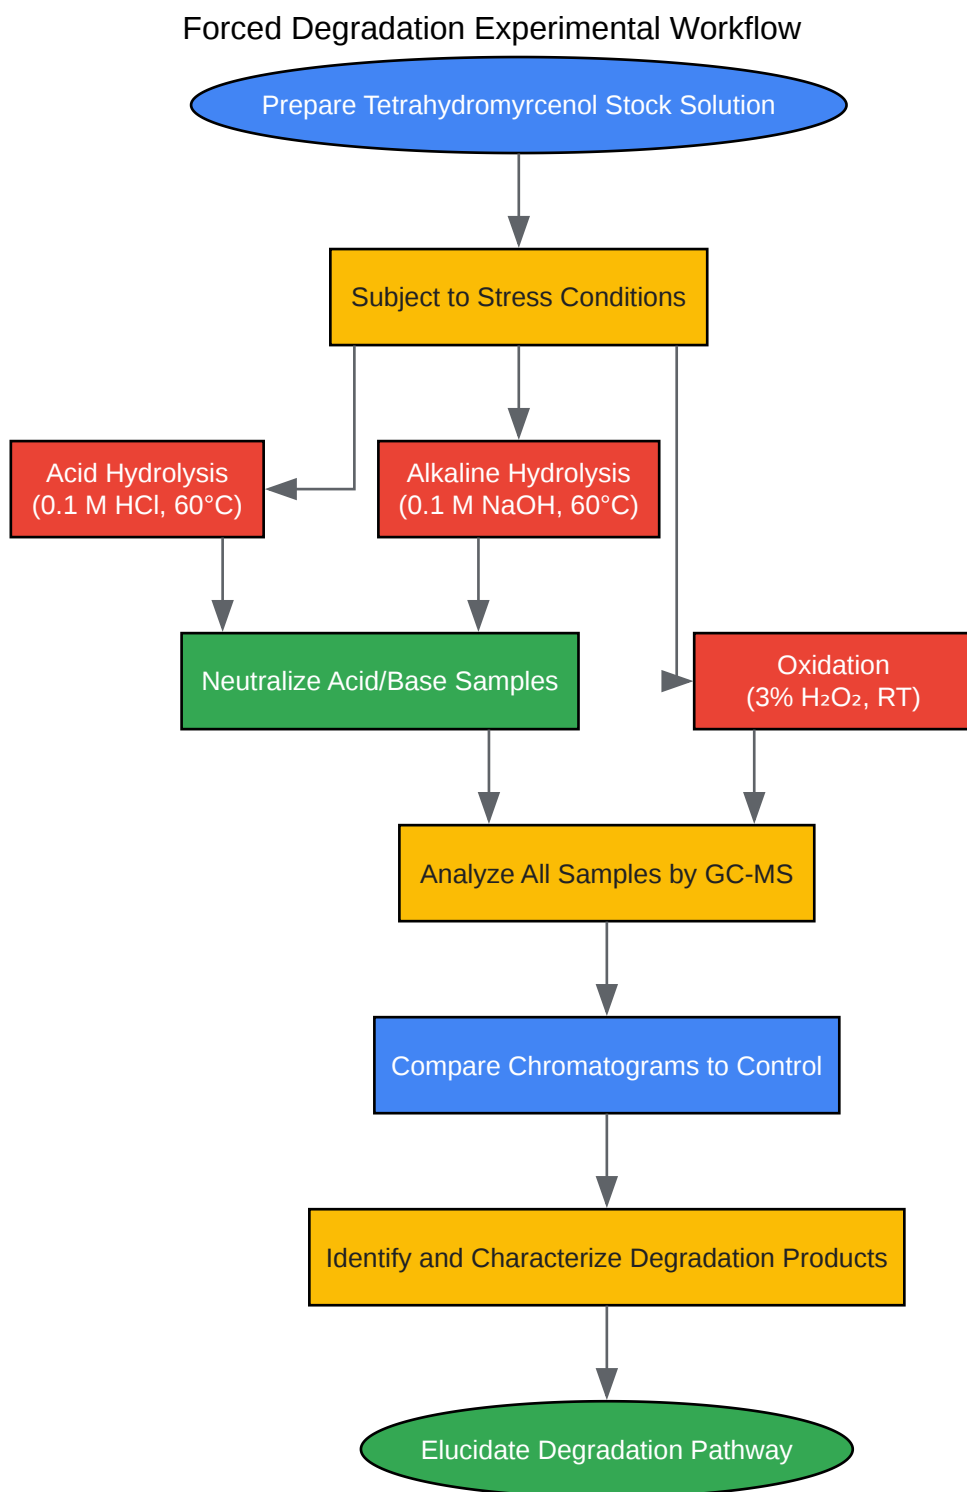 Forced Degradation Experimental Workflow
Prepare Tetrahydromyrcenol Stock Solution
Subject to Stress Conditions
Acid Hydrolysis
(0.1 M HCl, 60°C)
Alkaline Hydrolysis
(0.1 M NaOH, 60°C)
Neutralize Acid/Base Samples
Oxidation
(3% H₂O₂, RT)
Analyze All Samples by GC-MS
Compare Chromatograms to Control
Identify and Characterize Degradation Products
Elucidate Degradation Pathway